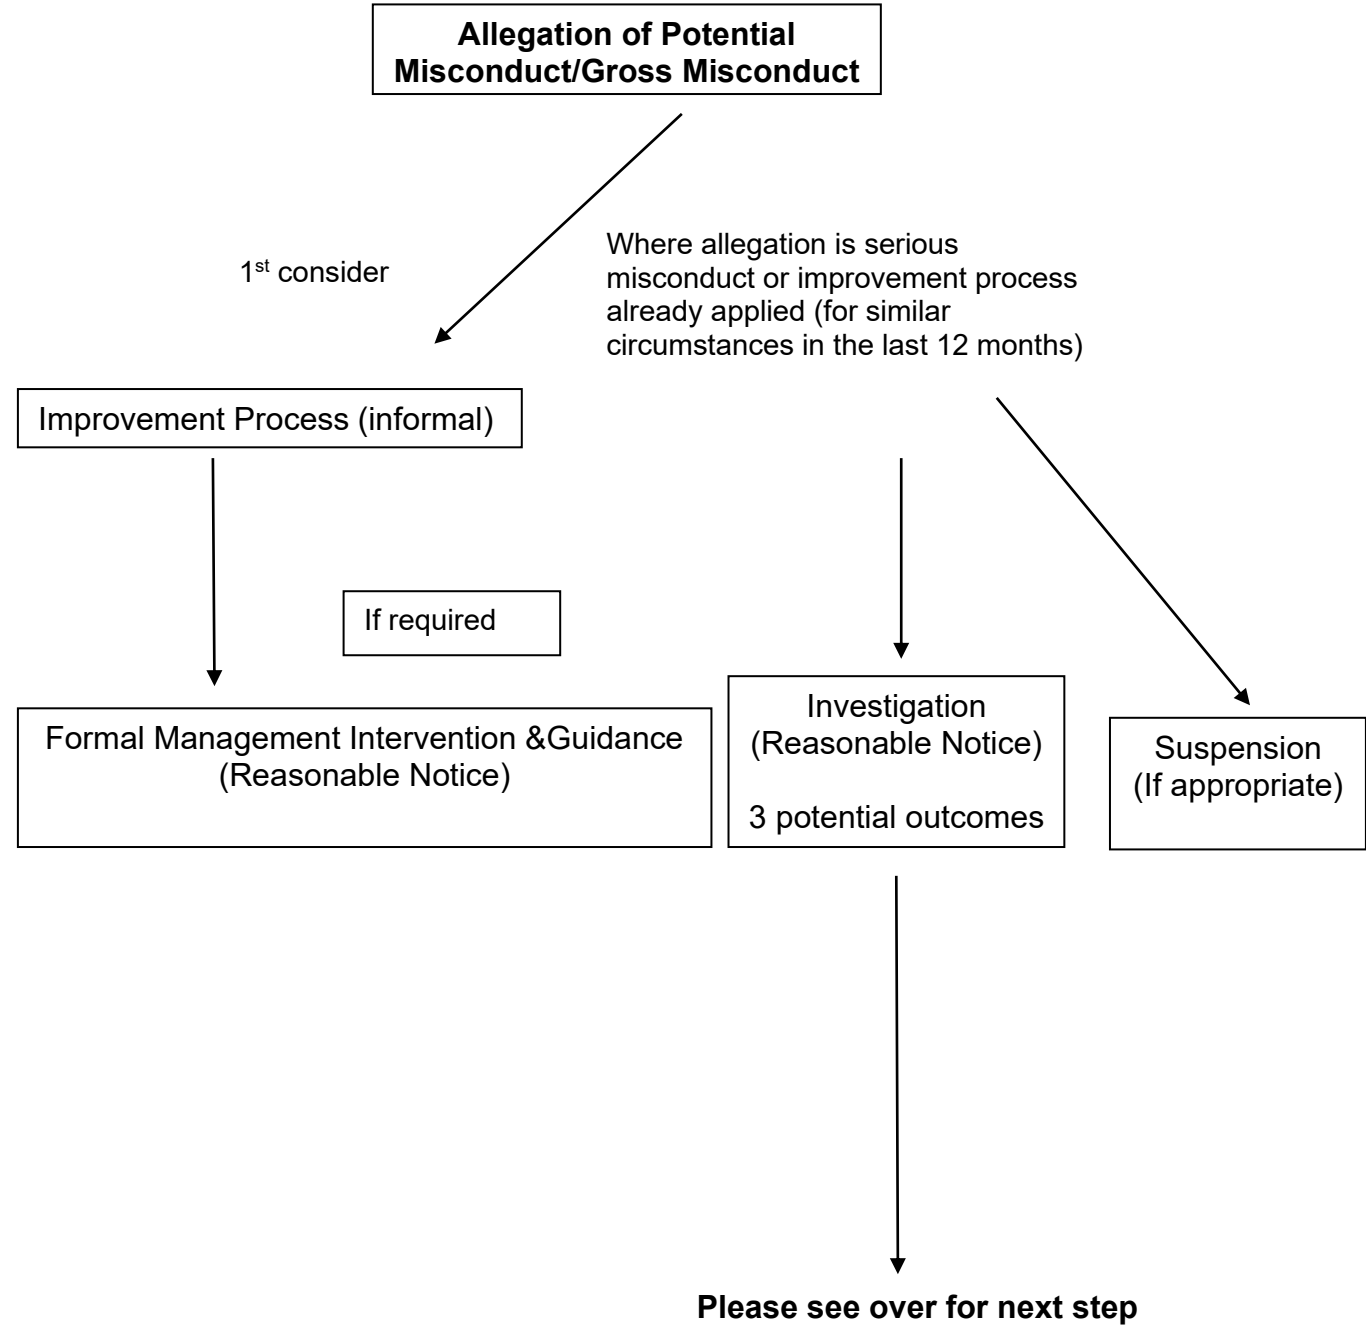 Allegation of Potential
Misconduct/Gross Misconduct
1st consider
Where allegation is serious
misconduct or improvement process
already applied (for similar
circumstances in the last 12 months)
Improvement Process (informal)
If required
Formal Management Intervention &Guidance
(Reasonable Notice)
Investigation
(Reasonable Notice)
3 potential outcomes
Suspension
(If appropriate)
Please see over for next step